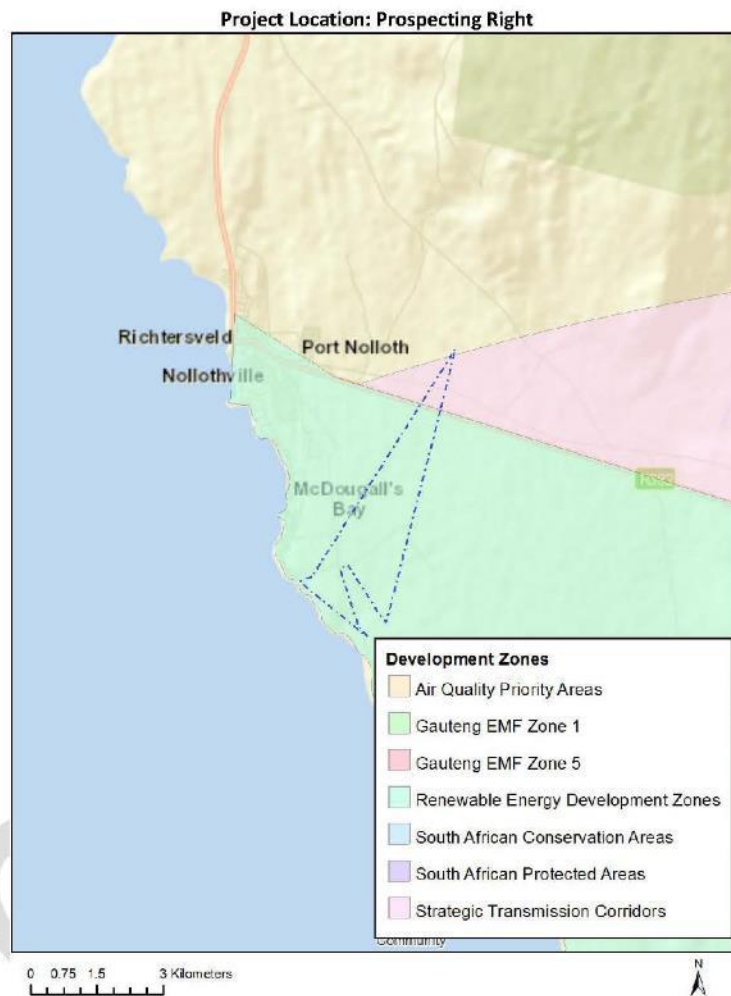 Project Location: Prospecting Right
Richtersveld
Port Nolloth
Nollothville
McDougall's
Bay
Development Zones
Air Quality Priority Areas
Gauteng EMF Zone 1
Gauteng EMF Zone 5
Renewable Energy Development Zones
South African Conservation Areas
South African Protected Areas
Strategic Transmission Corridors
Community
0 0.75 1.5 3 Kilometers
N